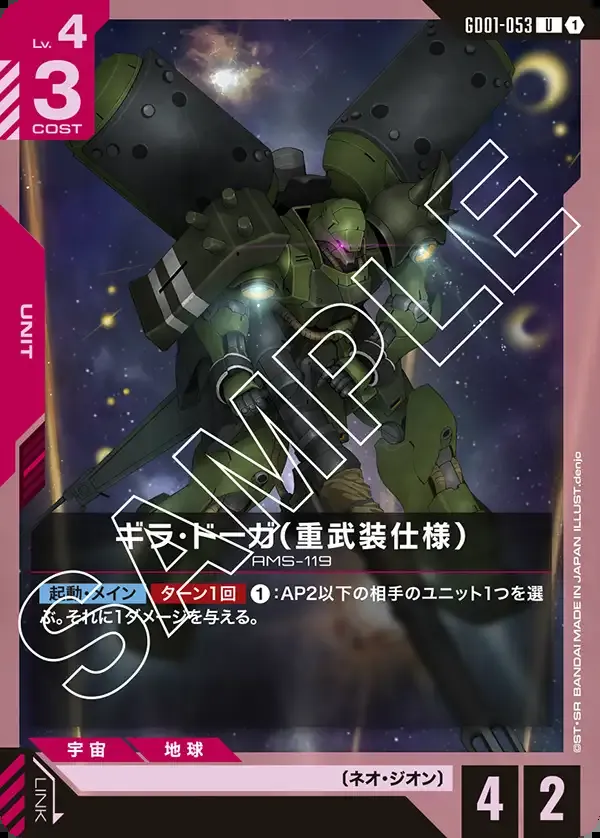 Lv. 4
3
COST
GD01-053 U 1
UNIT
SAMPLE
ギラ・ドーガ(重武装仕様)
AMS-119
起動・メイン ターン1回 ①:AP2以下の相手のユニット1つを選
ぶ。それに1ダメージを与える。
宇宙 地球
LINK
〔ネオ・ジオン〕
4 2
©ST・SR BANDAI MADE IN JAPAN ILLUST.denjo